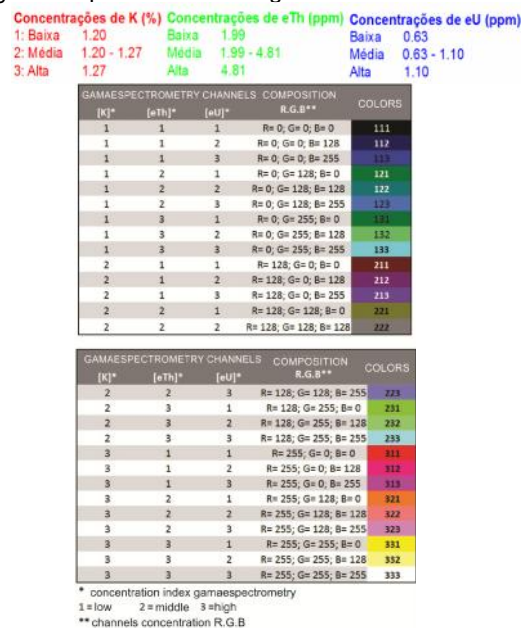 Concentrações de K (%) Concentrações de eTh (ppm) Concentrações de eU (ppm)
1: Baixa 1.20 Baixa 1.99 Baixa 0.63
2: Média 1.20 - 1.27 Média 1.99 - 4.81 Média 0.63 - 1.10
3: Alta 1.27 Alta 4.81 Alta 1.10
GAMAESPECTROMETRY CHANNELS COMPOSITION COLORS
[K]* [eTh]* [eU]* R.G.B**
1 1 1 R= 0; G= 0; B= 0 111
1 1 2 R= 0; G= 0; B= 128 112
1 1 3 R= 0; G= 0; B= 255 113
1 2 1 R= 0; G= 128; B= 0 121
1 2 2 R= 0; G= 128; B= 128 122
1 2 3 R= 0; G= 128; B= 255 123
1 3 1 R= 0; G= 255; B= 0 131
1 3 2 R= 0; G= 255; B= 128 132
1 3 3 R= 0; G= 255; B= 255 133
2 1 1 R= 128; G= 0; B= 0 211
2 1 2 R= 128; G= 0; B= 128 212
2 1 3 R= 128; G= 0; B= 255 213
2 2 1 R= 128; G= 128; B= 0 221
2 2 2 R= 128; G= 128; B= 128 222
GAMAESPECTROMETRY CHANNELS COMPOSITION COLORS
[K]* [eTh]* [eU]* R.G.B**
2 2 3 R= 128; G= 128; B= 255 223
2 3 1 R= 128; G= 255; B= 0 231
2 3 2 R= 128; G= 255; B= 128 232
2 3 3 R= 128; G= 255; B= 255 233
3 1 1 R= 255; G= 0; B= 0 311
3 1 2 R= 255; G= 0; B= 128 312
3 1 3 R= 255; G= 0; B= 255 313
3 2 1 R= 255; G= 128; B= 0 321
3 2 2 R= 255; G= 128; B= 128 322
3 2 3 R= 255; G= 128; B= 255 323
3 3 1 R= 255; G= 255; B= 0 331
3 3 2 R= 255; G= 255; B= 128 332
3 3 3 R= 255; G= 255; B= 255 333
* concentration index gamaespectrometry
1 = low 2 = middle 3 =high
** channels concentration R.G.B